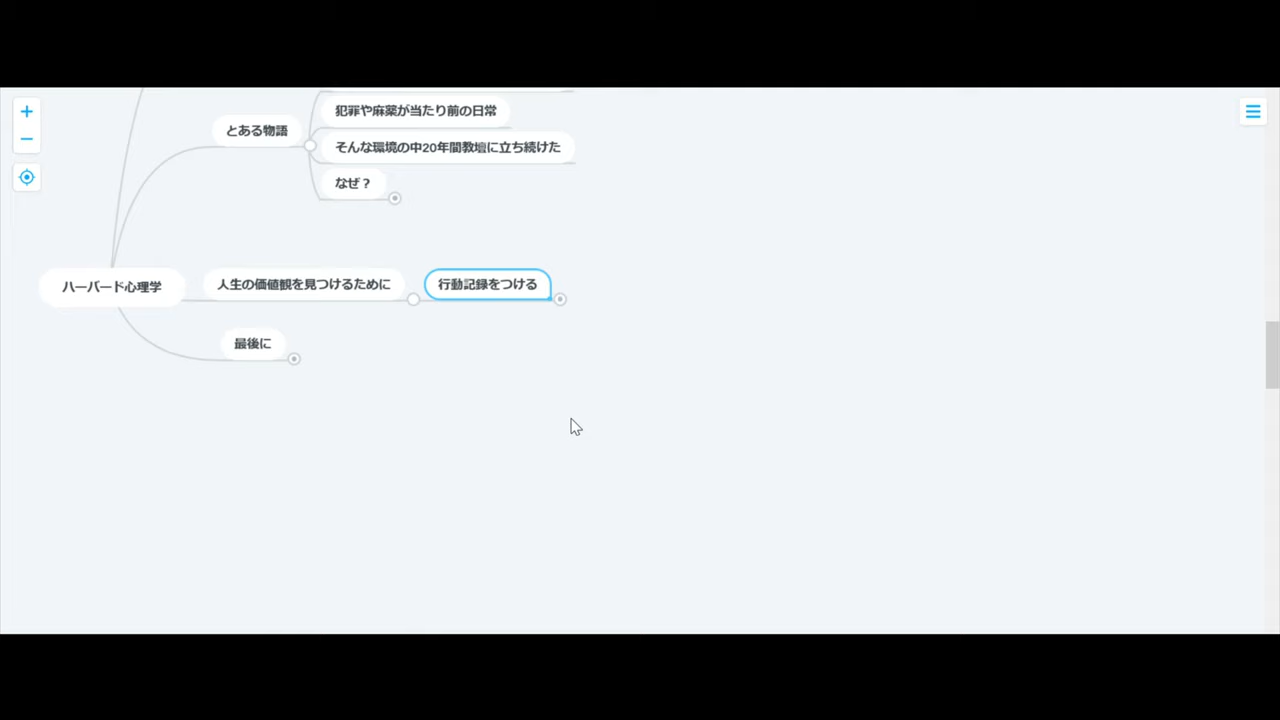 犯罪や麻薬が当たり前の日常
とある物語
そんな環境の中20年間教壇に立ち続けた
なぜ？
ハーバード心理学
人生の価値観を見つけるために
行動記録をつける
最後に